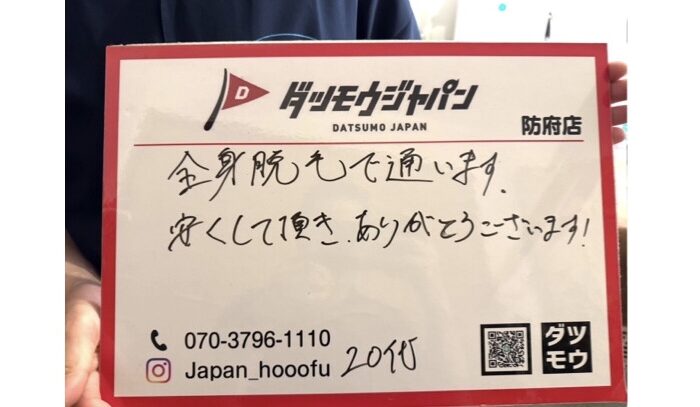 D
ダツモウジャパン
DATSUMO JAPAN
防府店
全身脱毛で通います.
安くして頂き、ありがとうございます!
070-3796-1110
Japan_hooofu
20代
ダツ
モウ